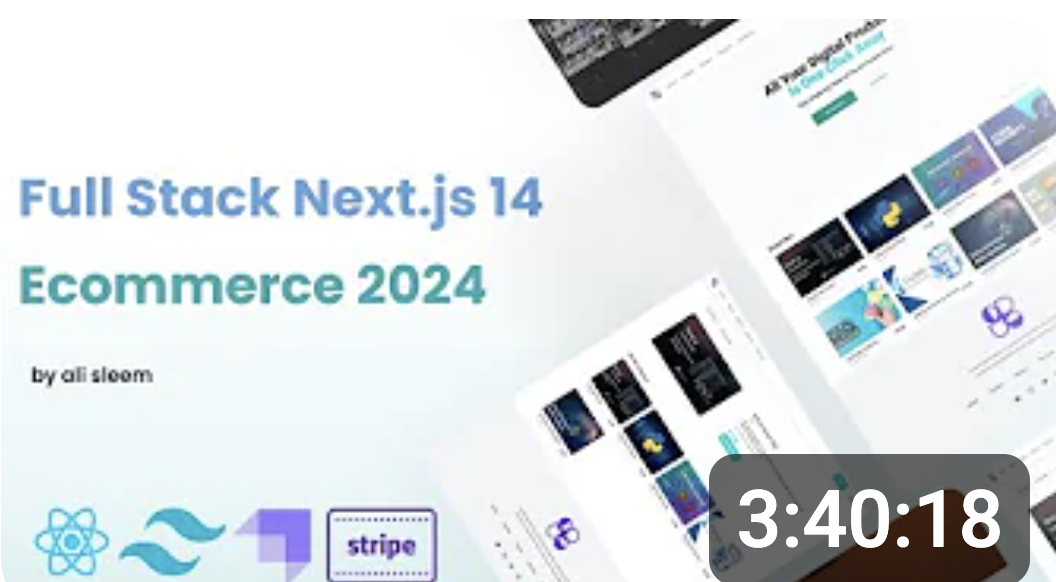 Full Stack Next.js 14
Ecommerce 2024
by ali sleem
All Your Digital Products
Is One Click Away
stripe
3:40:18